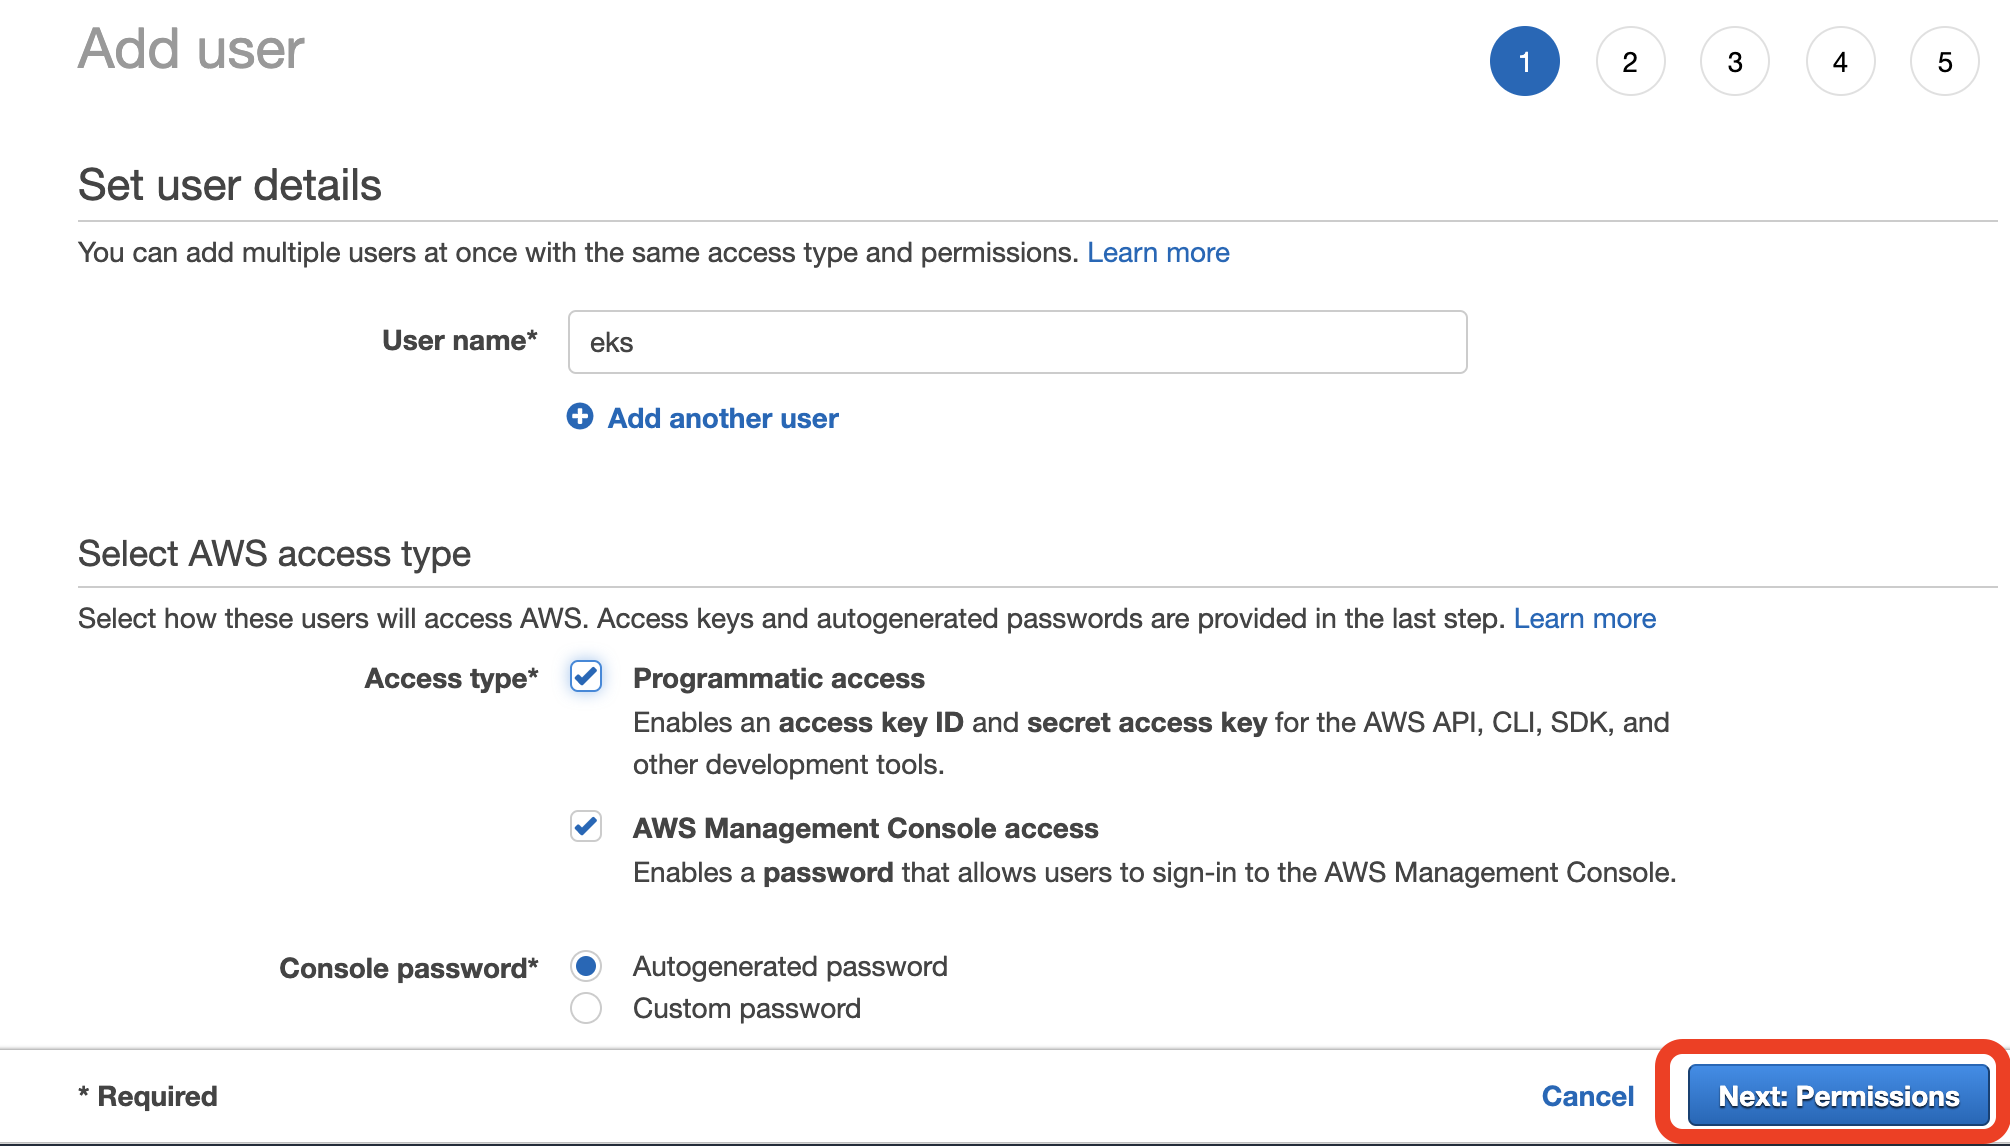 Add user
1 2 3 4 5
Set user details
You can add multiple users at once with the same access type and permissions. Learn more
User name* eks
Add another user
Select AWS access type
Select how these users will access AWS. Access keys and autogenerated passwords are provided in the last step. Learn more
Access type* Programmatic access
Enables an access key ID and secret access key for the AWS API, CLI, SDK, and
other development tools.
AWS Management Console access
Enables a password that allows users to sign-in to the AWS Management Console.
Console password* Autogenerated password
Custom password
* Required Cancel Next: Permissions